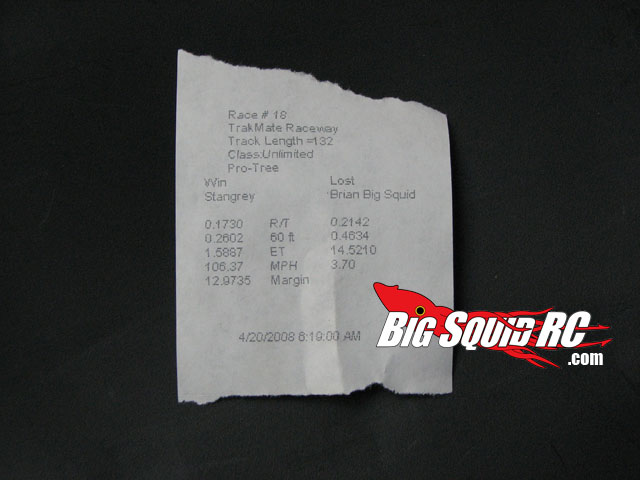 Race # 18
TrakMate Raceway
Track Length =132
Class:Unlimited
Pro-Tree
Win Lost
Stangrey Brian Big Squid
0.1730 R/T 0.2142
0.2602 60 ft 0.4634
1.5887 ET 14.5210
106.37 MPH 3.70
12.9735 Margin
4/20/2008 6:19:00 AM
BIG SQUID RC
.com